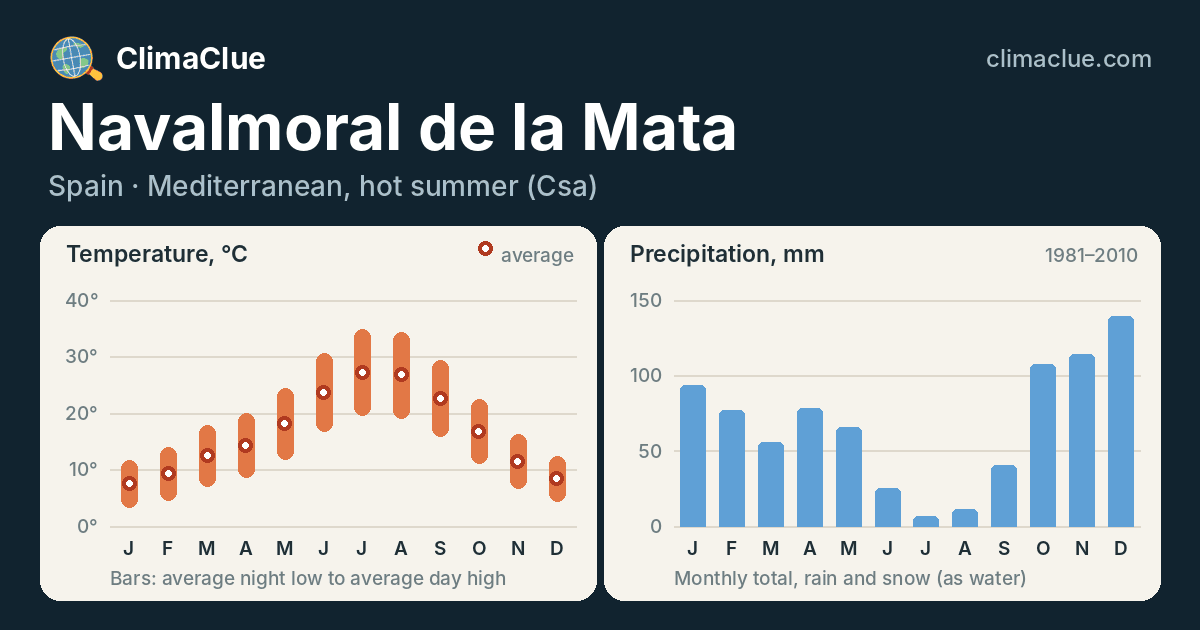 ClimaClue
climaclue.com
Navalmoral de la Mata
Spain · Mediterranean, hot summer (Csa)
Temperature, °C
average
40°
30°
20°
10°
0°
J F M A M J J A S O N D
Bars: average night low to average day high
Precipitation, mm
1981–2010
150
100
50
0
J F M A M J J A S O N D
Monthly total, rain and snow (as water)